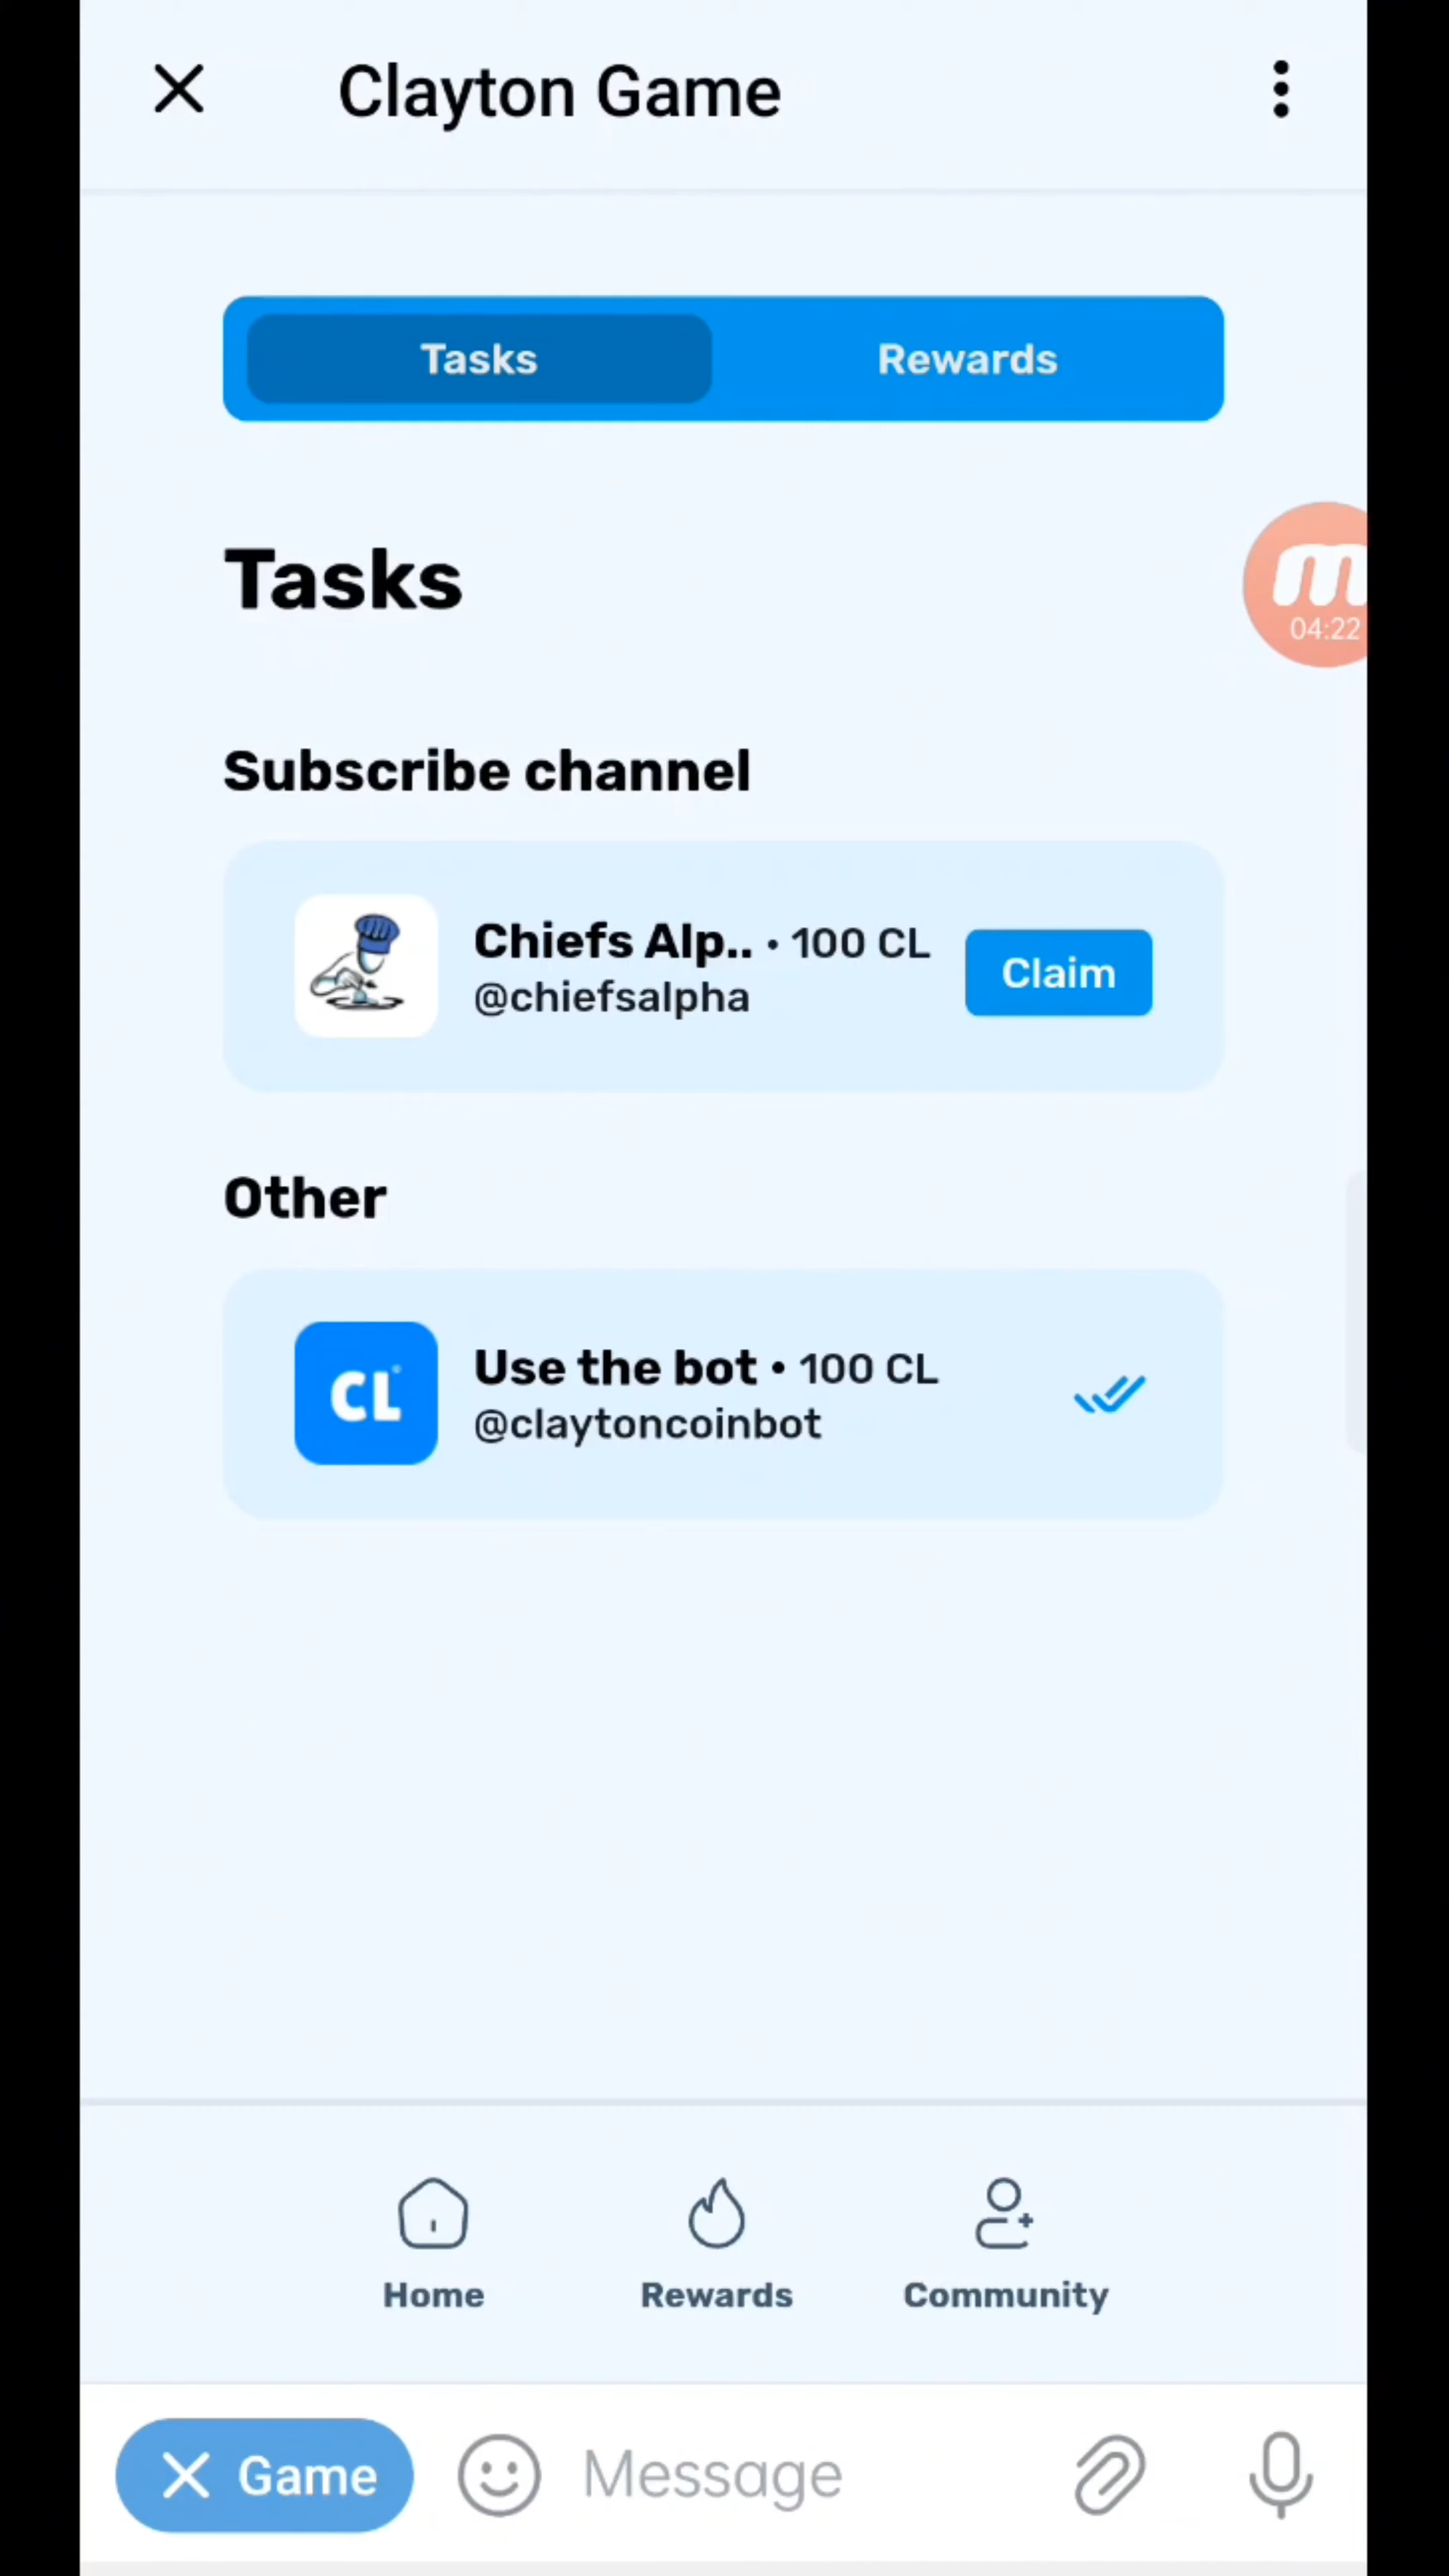 Clayton Game
Tasks
Rewards
Tasks
04:22
Subscribe channel
Chiefs Alp.. • 100 CL
@chiefsalpha
Claim
Other
CL
Use the bot • 100 CL
@claytoncoinbot
Home
Rewards
Community
Game
Message